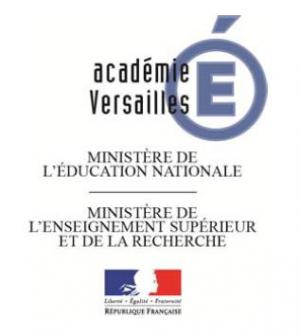 académie
Versailles
É
MINISTÈRE DE
L'ÉDUCATION NATIONALE
MINISTÈRE DE
L'ENSEIGNEMENT SUPÉRIEUR
ET DE LA RECHERCHE
Liberté • Égalité • Fraternité
RÉPUBLIQUE FRANÇAISE